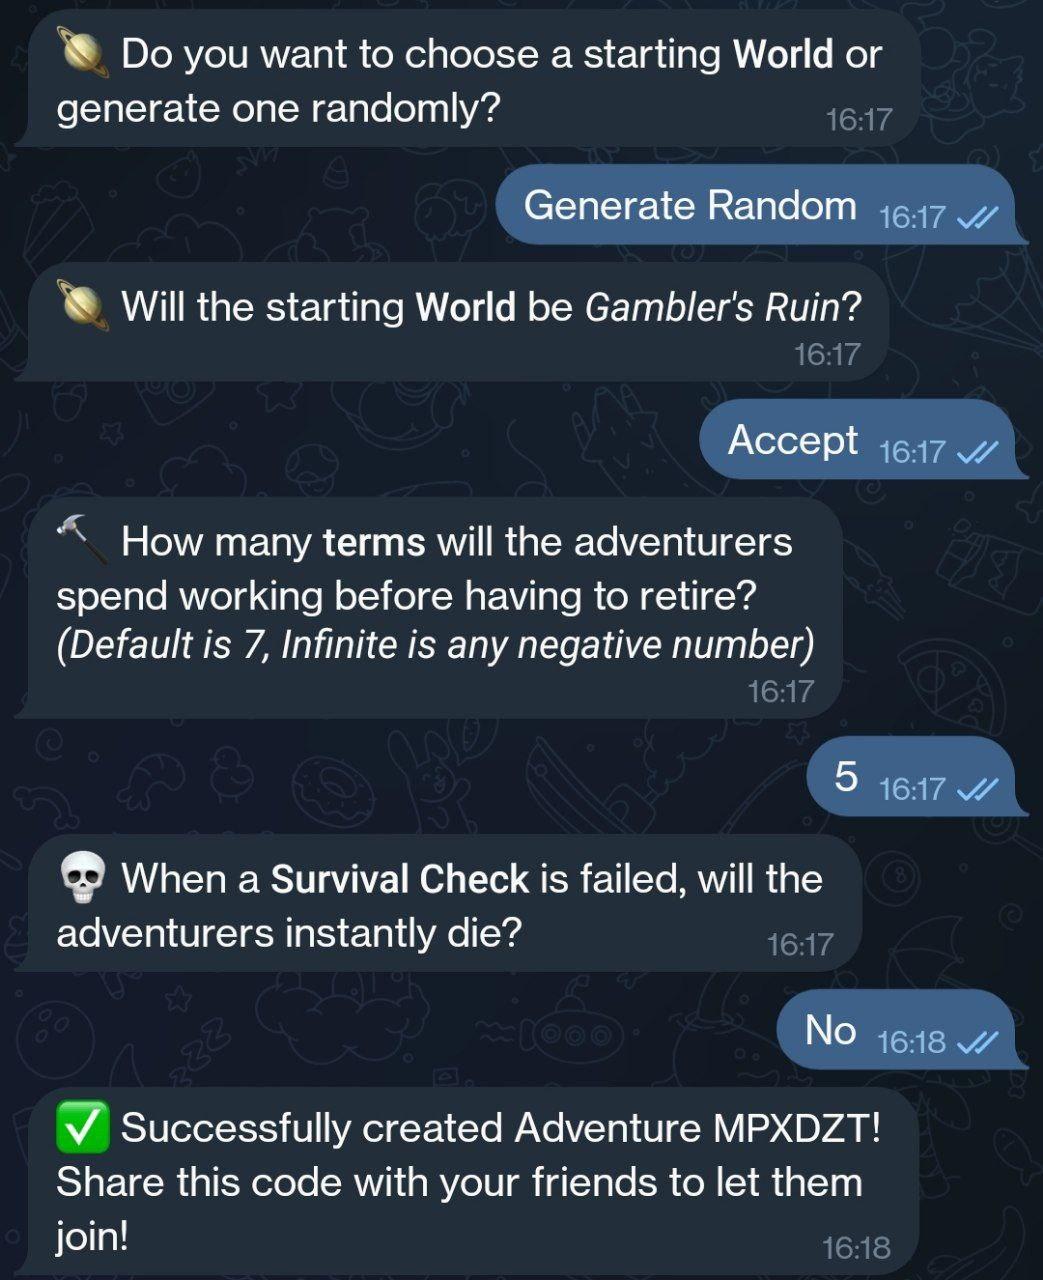 🪐 Do you want to choose a starting World or
generate one randomly?
16:17
Generate Random 16:17
🪐 Will the starting World be Gambler's Ruin?
16:17
Accept 16:17
🔨 How many terms will the adventurers
spend working before having to retire?
(Default is 7, Infinite is any negative number)
16:17
5 16:17
💀 When a Survival Check is failed, will the
adventurers instantly die?
16:17
No 16:18
✅ Successfully created Adventure MPXDZT!
Share this code with your friends to let them
join!
16:18